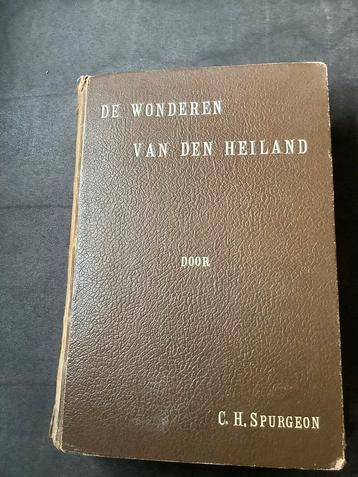 DE WONDEREN
VAN DEN HEILAND
DOOR
C. H. SPURGEON